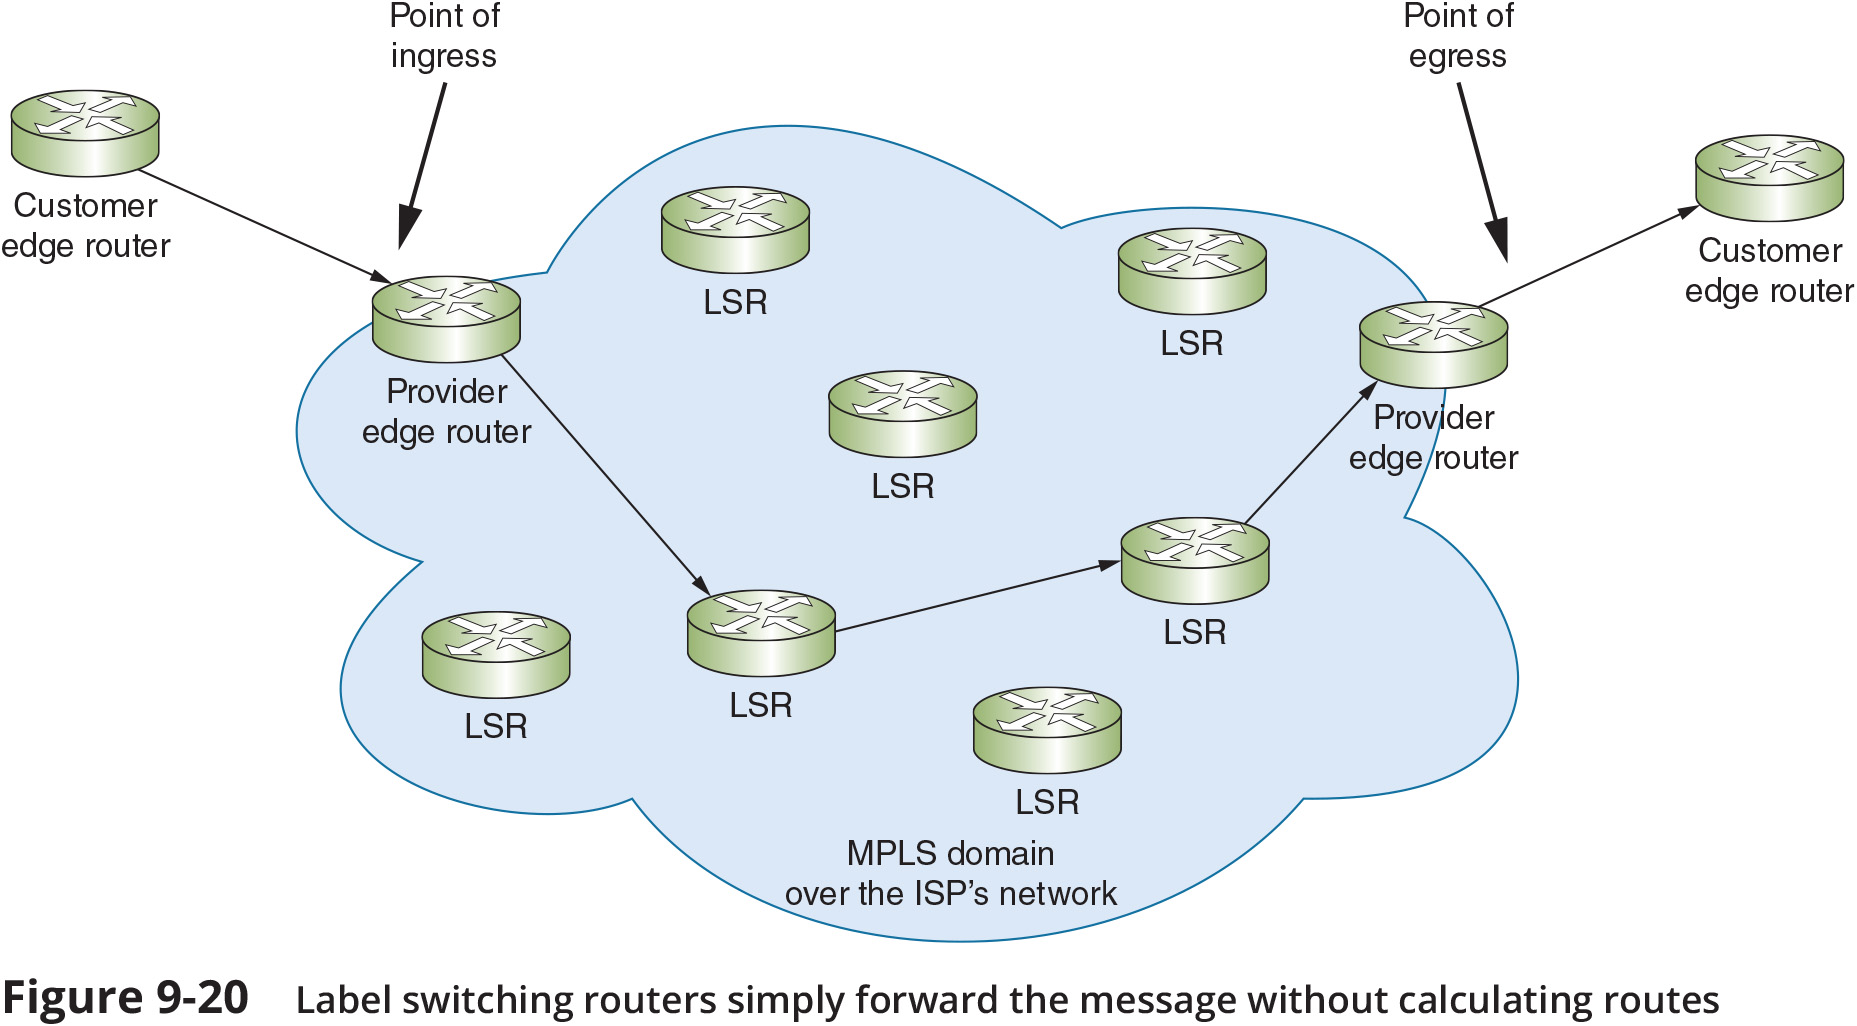 Point of
ingress
Point of
egress
Customer
edge router
Customer
edge router
LSR
LSR
Provider
edge router
Provider
edge router
LSR
LSR
LSR
LSR
LSR
MPLS domain
over the ISP's network
Figure 9-20 Label switching routers simply forward the message without calculating routes